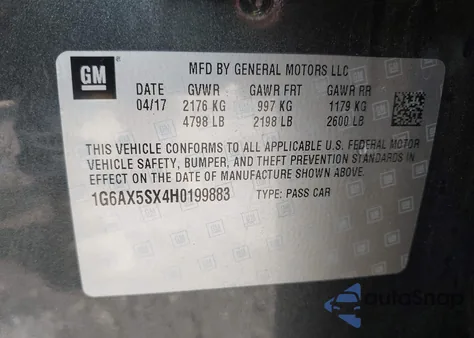 GM
MFD BY GENERAL MOTORS LLC
DATE GVWR GAWR FRT GAWR RR
04/17 2176 KG 997 KG 1179 KG
4798 LB 2198 LB 2600 LB
THIS VEHICLE CONFORMS TO ALL APPLICABLE U.S. FEDERAL MOTOR
VEHICLE SAFETY, BUMPER, AND THEFT PREVENTION STANDARDS IN
EFFECT ON THE DATE OF MANUFACTURE SHOWN ABOVE.
1G6AX5SX4H0199883 TYPE: PASS CAR
AutoSnap